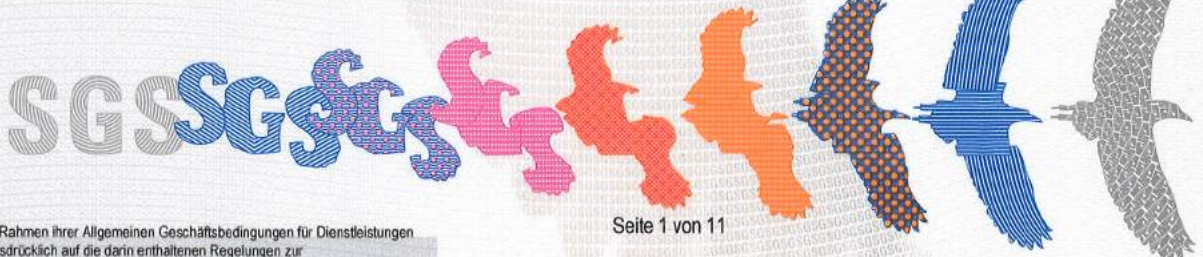 SGS SGS SGS
Seite 1 von 11
Rahmen ihrer Allgemeinen Geschäftsbedingungen für Dienstleistungen
sdrücklich auf die darin enthaltenen Regelungen zur